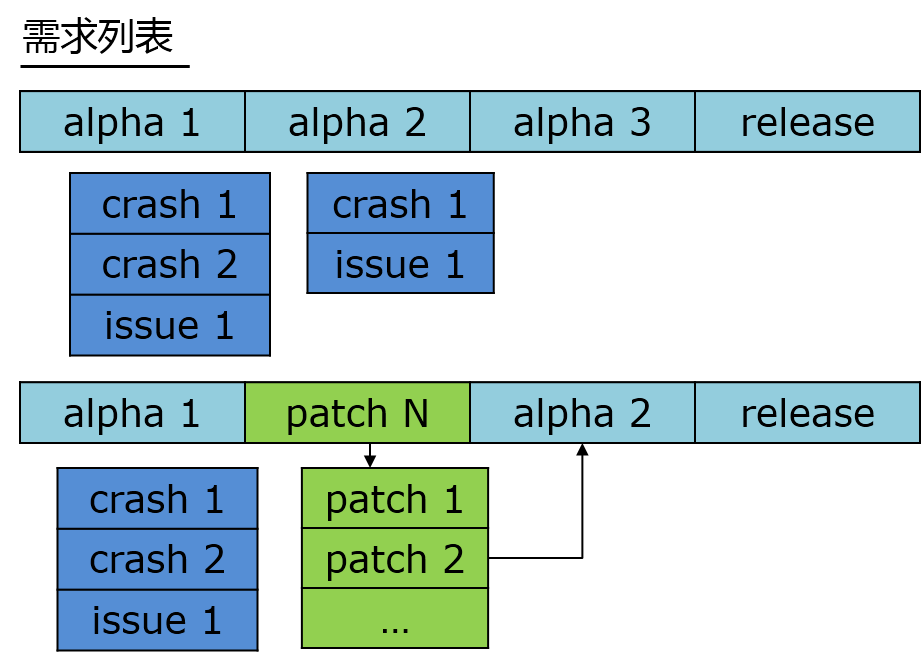 需求列表
alpha 1 alpha 2 alpha 3 release
crash 1 crash 1
crash 2 issue 1
issue 1
alpha 1 patch N alpha 2 release
crash 1 patch 1
crash 2 patch 2
issue 1 ...